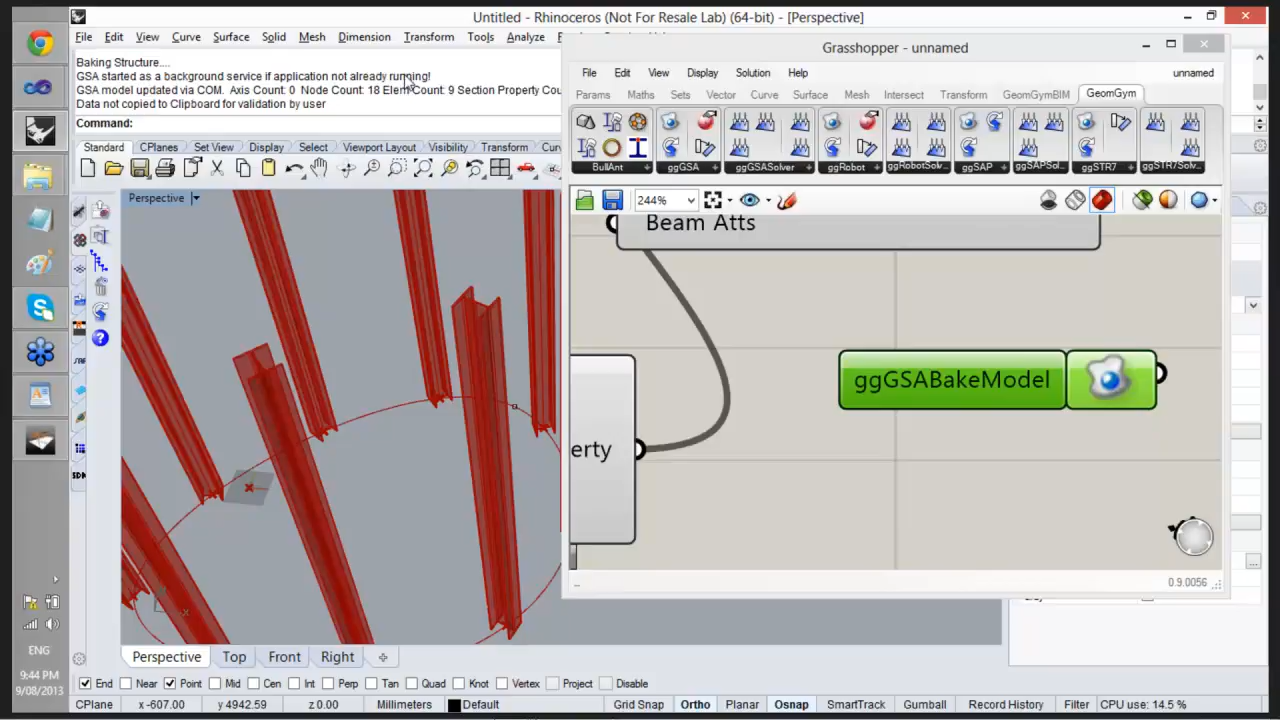 Untitled - Rhinoceros (Not For Resale Lab) (64-bit) - [Perspective]
File Edit View Curve Surface Solid Mesh Dimension Transform Tools Analyze
Baking Structure....
GSA started as a background service if application not already running!
GSA model updated via COM. Axis Count: 0 Node Count: 18 ElemCount: 9 Section Property Cou
Data not copied to Clipboard for validation by user
Command:
Standard CPlanes Set View Display Select Viewport Layout Visibility Transform Cur
Perspective
Grasshopper - unnamed
File Edit View Display Solution Help unnamed
Params Maths Sets Vector Curve Surface Mesh Intersect Transform GeomGymBIM GeomGym
BullAnt ggGSA ggGSASolver ggRobot ggRobotSolv... ggSAP ggSAPSol... ggSTR7 ggSTR7Solv...
244%
Beam Atts
ggGSABakeModel
erty
... 0.9.0056
Perspective Top Front Right
End Near Point Mid Cen Int Perp Tan Quad Knot Vertex Project Disable
CPlane x -607.00 y 4942.59 z 0.00 Millimeters Default Grid Snap Ortho Planar Osnap SmartTrack Gumball Record History Filter CPU use: 14.5 %
ENG
9:44 PM
9/08/2013